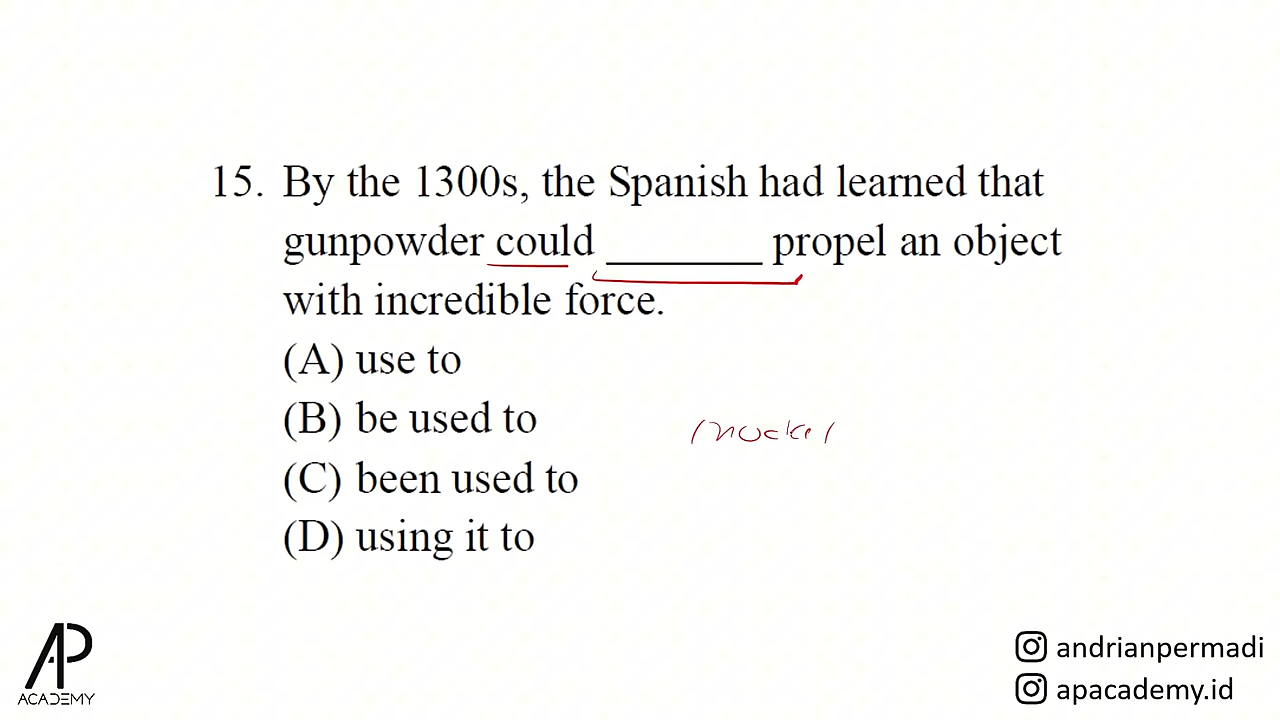 15. By the 1300s, the Spanish had learned that
gunpowder could ________ propel an object
with incredible force.
(A) use to
(B) be used to
(C) been used to
(D) using it to
AP
ACADEMY
andrianpermadi
apacademy.id